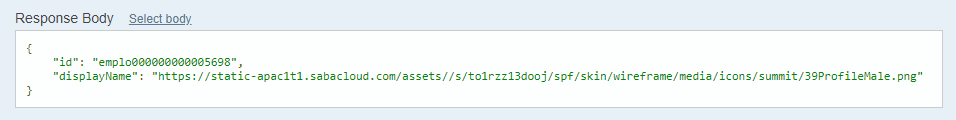 Response Body Select body
{
"id": "emplo000000000005698",
"displayName": "https://static-apac1t1.sabacloud.com/assets//s/to1rzz13dooj/spf/skin/wireframe/media/icons/summit/39ProfileMale.png"
}